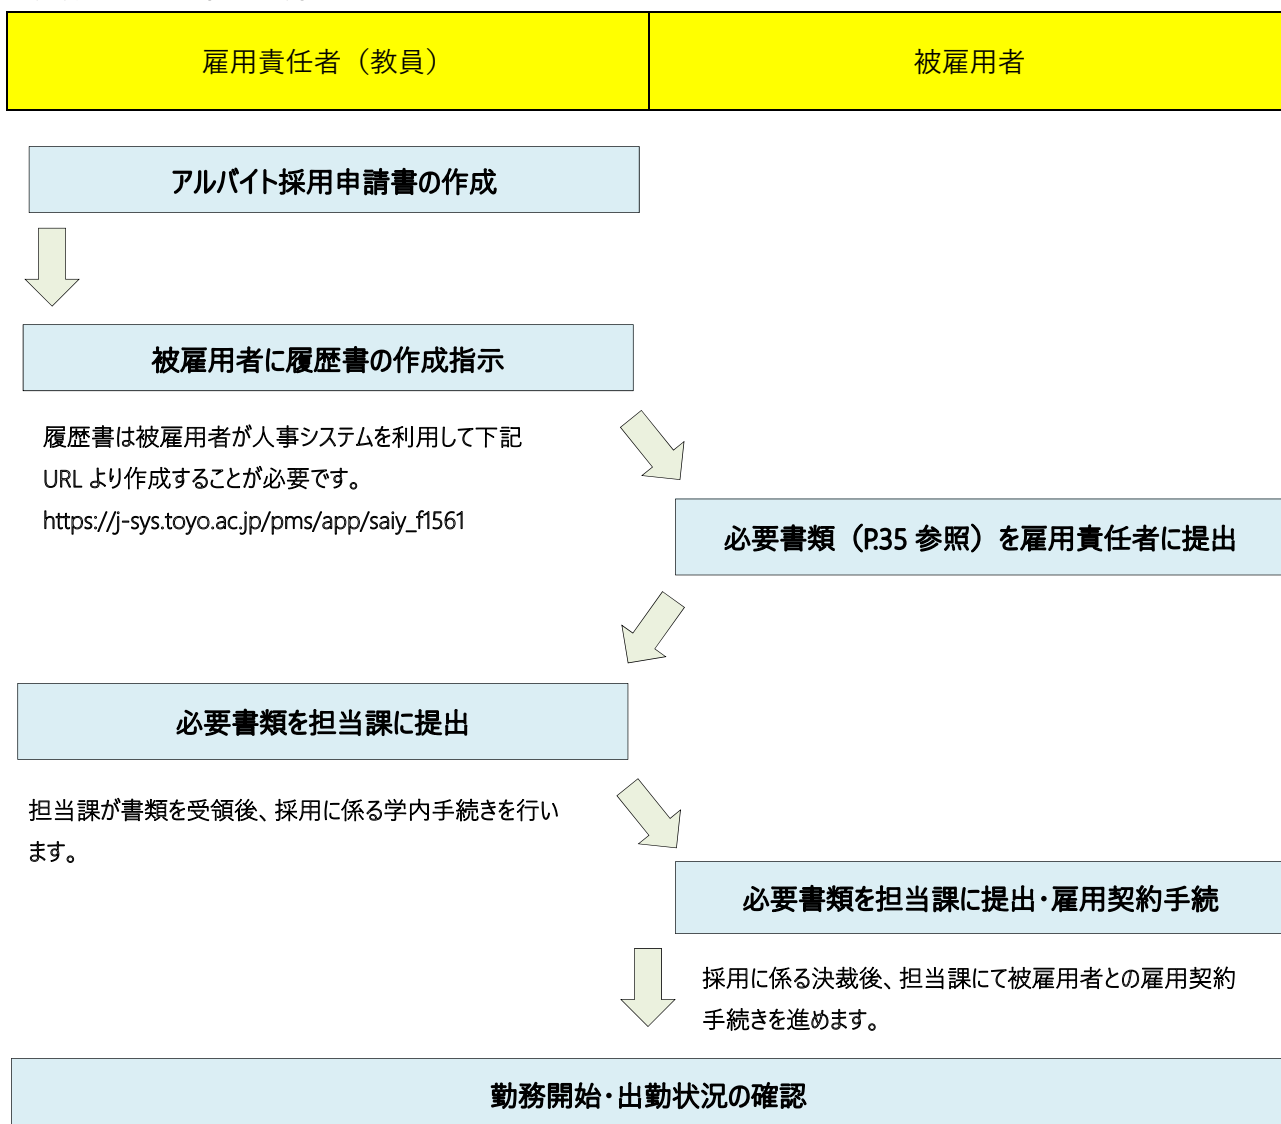 雇用責任者（教員）
被雇用者
アルバイト採用申請書の作成
被雇用者に履歴書の作成指示
履歴書は被雇用者が人事システムを利用して下記
URL より作成することが必要です。
https://j-sys.toyo.ac.jp/pms/app/saiy_f1561
必要書類（P.35 参照）を雇用責任者に提出
必要書類を担当課に提出
担当課が書類を受領後、採用に係る学内手続きを行い
ます。
必要書類を担当課に提出・雇用契約手続
採用に係る決裁後、担当課にて被雇用者との雇用契約
手続きを進めます。
勤務開始・出勤状況の確認